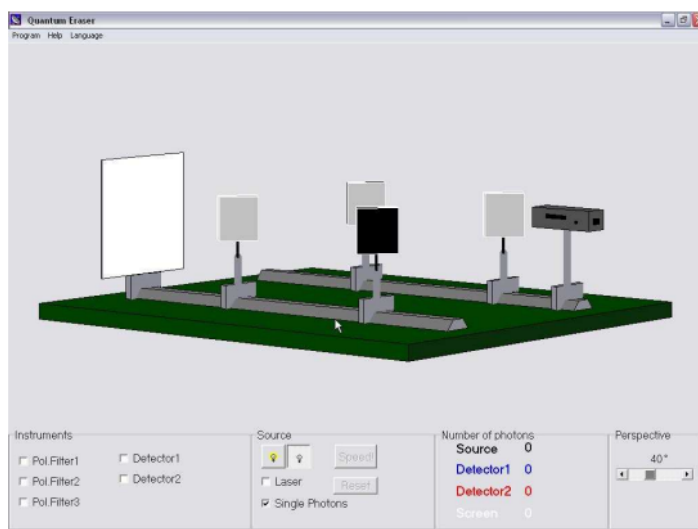 Quantum Eraser
Program Help Language
Instruments
Pol.Filter1
Pol.Filter2
Pol.Filter3
Detector1
Detector2
Source
Speed!
Laser
Reset
Single Photons
Number of photons
Source 0
Detector1 0
Detector2 0
Screen 0
Perspective
40°